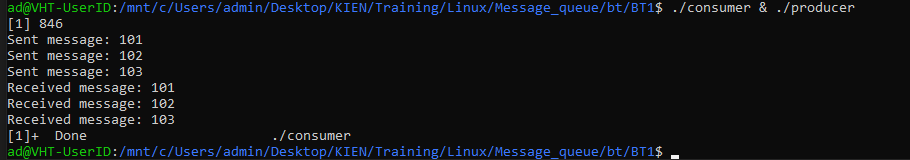 ad@VHT-UserID:/mnt/c/Users/admin/Desktop/KIEN/Training/Linux/Message_queue/bt/BT1$ ./consumer & ./producer
[1] 846
Sent message: 101
Sent message: 102
Sent message: 103
Received message: 101
Received message: 102
Received message: 103
[1]+  Done                    ./consumer
ad@VHT-UserID:/mnt/c/Users/admin/Desktop/KIEN/Training/Linux/Message_queue/bt/BT1$